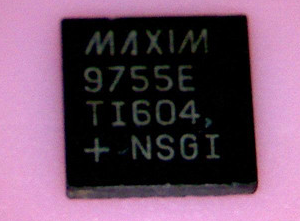 MAXIM
9755E
TI604,
+ NSGI